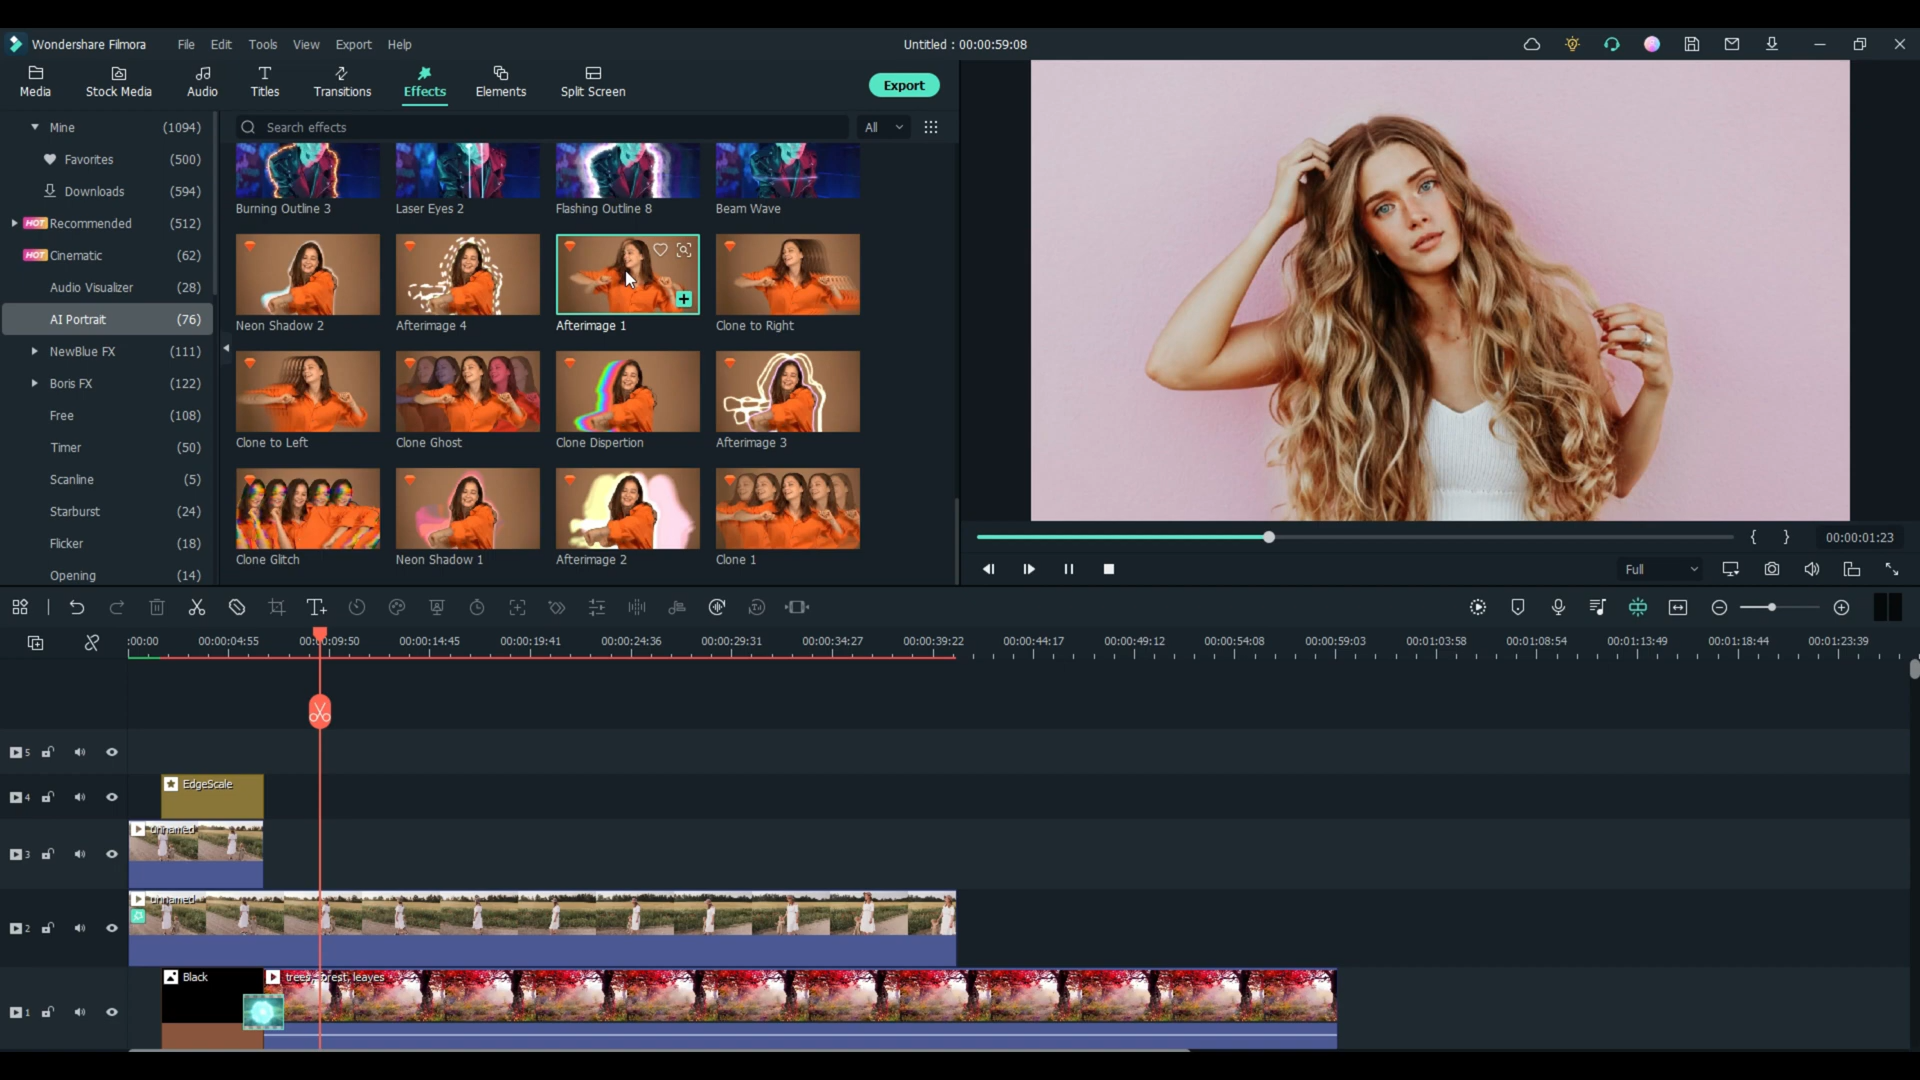 Wondershare Filmora File Edit Tools View Export Help Untitled : 00:00:59:08
Media Stock Media Audio Titles Transitions Effects Elements Split Screen Export
Mine (1094)
Favorites (500)
Downloads (594)
HOT Recommended (512)
HOT Cinematic (62)
Audio Visualizer (28)
AI Portrait (76)
NewBlue FX (111)
Boris FX (122)
Free (108)
Timer (50)
Scanline (5)
Starburst (24)
Flicker (18)
Opening (14)
Search effects All
Burning Outline 3 Laser Eyes 2 Flashing Outline 8 Beam Wave
Neon Shadow 2 Afterimage 4 Afterimage 1 Clone to Right
Clone to Left Clone Ghost Clone Dispertion Afterimage 3
Clone Glitch Neon Shadow 1 Afterimage 2 Clone 1
{ } 00:00:01:23
Full
:00:00 00:00:04:55 00:00:09:50 00:00:14:45 00:00:19:41 00:00:24:36 00:00:29:31 00:00:34:27 00:00:39:22 00:00:44:17 00:00:49:12 00:00:54:08 00:00:59:03 00:01:03:58 00:01:08:54 00:01:13:49 00:01:18:44 00:01:23:39
5
4 EdgeScale
unnamed
3
unnamed
2
Black trees, forest, leaves
1